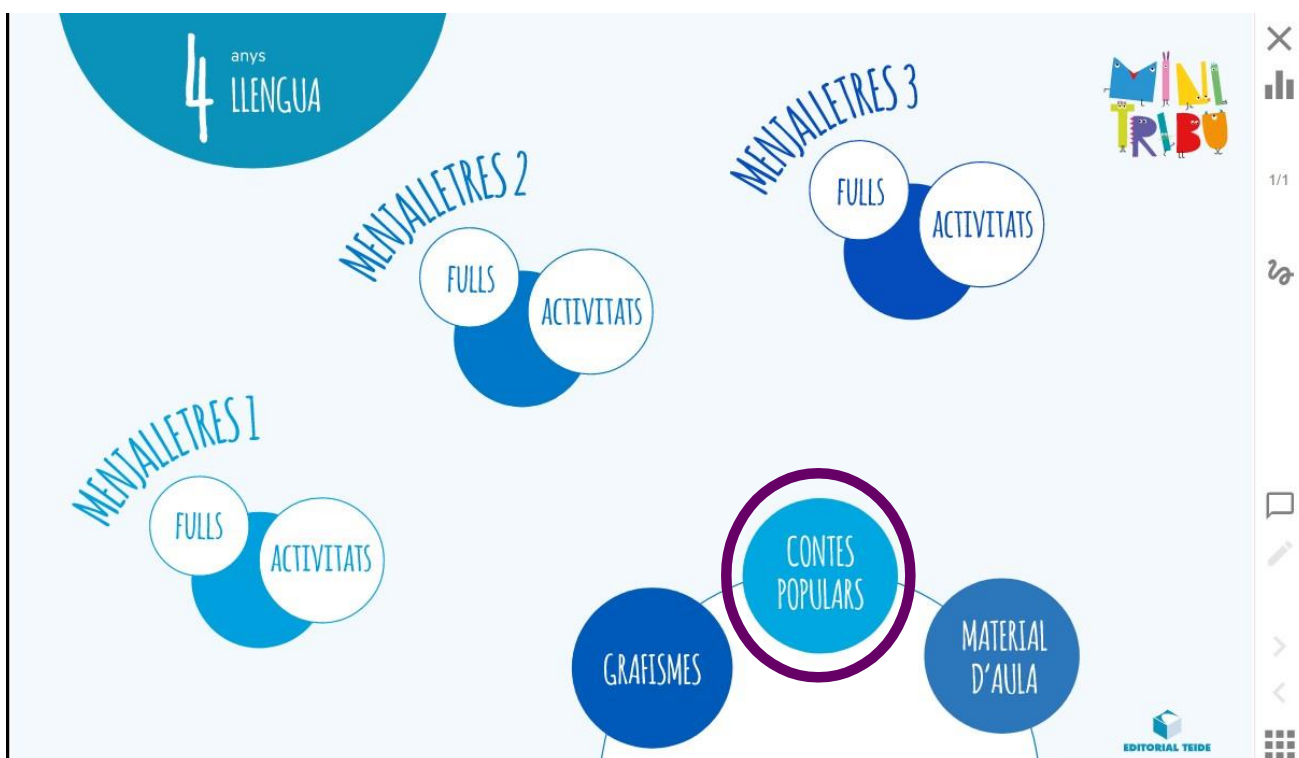 4
anys
LLENGUA
MENJALLETRES 3
FULLS
ACTIVITATS
MINI
TRIBU
1/1
MENJALLETRES 2
FULLS
ACTIVITATS
MENJALLETRES 1
FULLS
ACTIVITATS
CONTES
POPULARS
GRAFISMES
MATERIAL
D'AULA
EDITORIAL TEIDE